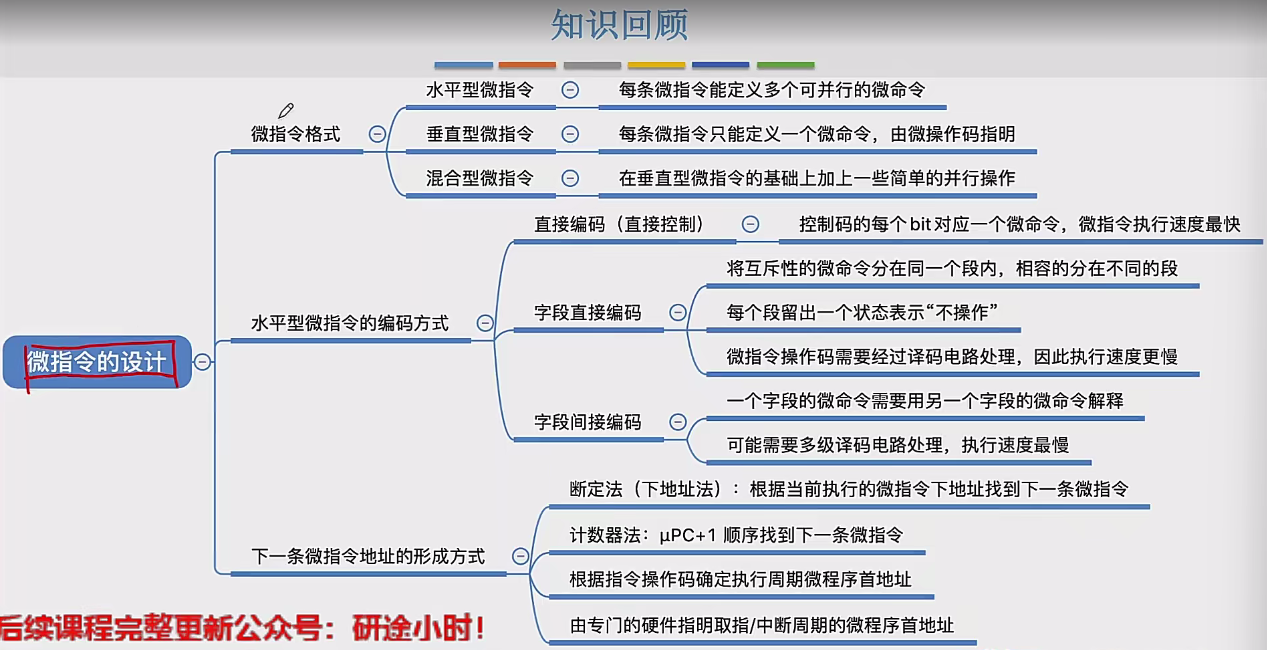 知识回顾
水平型微指令
每条微指令能定义多个可并行的微命令
微指令格式
垂直型微指令
每条微指令只能定义一个微命令，由微操作码指明
混合型微指令
在垂直型微指令的基础上加上一些简单的并行操作
直接编码（直接控制）
控制码的每个bit对应一个微命令，微指令执行速度最快
将互斥性的微命令分在同一个段内，相容的分在不同的段
水平型微指令的编码方式
字段直接编码
每个段留出一个状态表示“不操作”
微指令操作码需要经过译码电路处理，因此执行速度更慢
微指令的设计
字段间接编码
一个字段的微命令需要用另一个字段的微命令解释
可能需要多级译码电路处理，执行速度最慢
断定法（下地址法）：根据当前执行的微指令下地址找到下一条微指令
计数器法：μPC+1 顺序找到下一条微指令
下一条微指令地址的形成方式
根据指令操作码确定执行周期微程序首地址
由专门的硬件指明取指/中断周期的微程序首地址
后续课程完整更新公众号：研途小时！